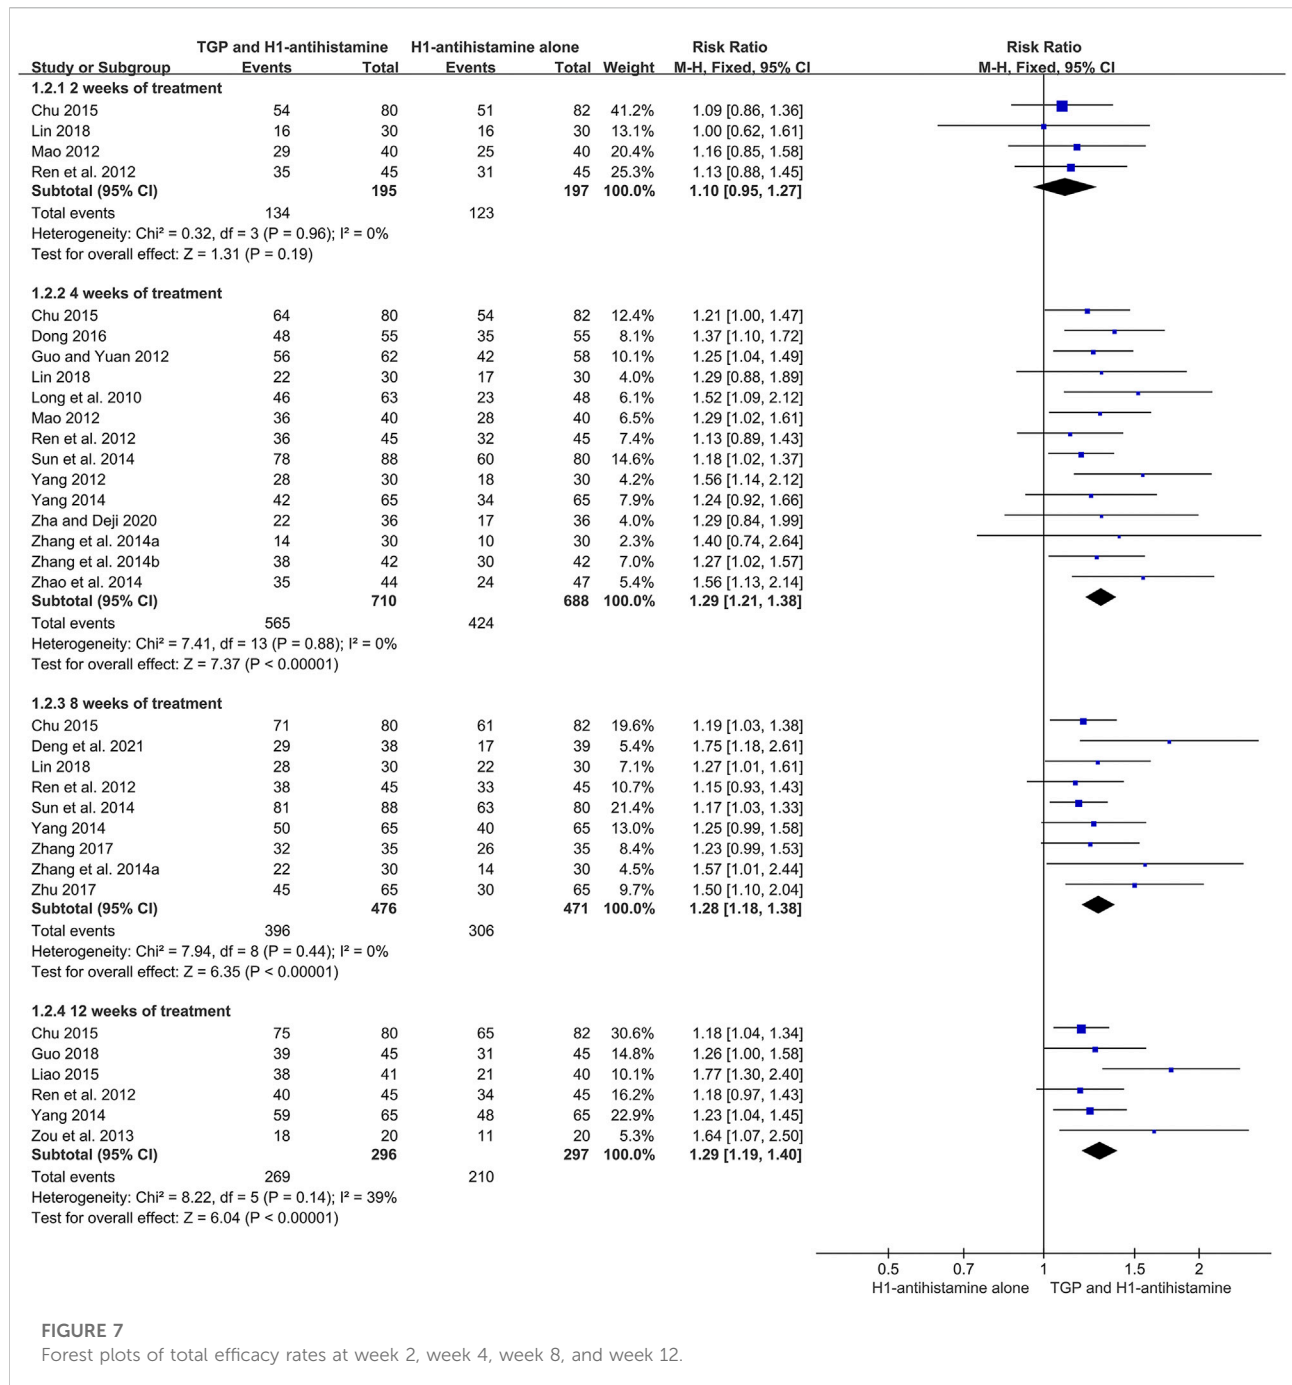 TGP and H1-antihistamine H1-antihistamine alone Risk Ratio Risk Ratio
Study or Subgroup Events Total Events Total Weight M-H, Fixed, 95% CI M-H, Fixed, 95% CI
1.2.1 2 weeks of treatment
Chu 2015 54 80 51 82 41.2% 1.09 [0.86, 1.36]
Lin 2018 16 30 16 30 13.1% 1.00 [0.62, 1.61]
Mao 2012 29 40 25 40 20.4% 1.16 [0.85, 1.58]
Ren et al. 2012 35 45 31 45 25.3% 1.13 [0.88, 1.45]
Subtotal (95% CI) 195 197 100.0% 1.10 [0.95, 1.27]
Total events 134 123
Heterogeneity: Chi² = 0.32, df = 3 (P = 0.96); I² = 0%
Test for overall effect: Z = 1.31 (P = 0.19)
1.2.2 4 weeks of treatment
Chu 2015 64 80 54 82 12.4% 1.21 [1.00, 1.47]
Dong 2016 48 55 35 55 8.1% 1.37 [1.10, 1.72]
Guo and Yuan 2012 56 62 42 58 10.1% 1.25 [1.04, 1.49]
Lin 2018 22 30 17 30 4.0% 1.29 [0.88, 1.89]
Long et al. 2010 46 63 23 48 6.1% 1.52 [1.09, 2.12]
Mao 2012 36 40 28 40 6.5% 1.29 [1.02, 1.61]
Ren et al. 2012 36 45 32 45 7.4% 1.13 [0.89, 1.43]
Sun et al. 2014 78 88 60 80 14.6% 1.18 [1.02, 1.37]
Yang 2012 28 30 18 30 4.2% 1.56 [1.14, 2.12]
Yang 2014 42 65 34 65 7.9% 1.24 [0.92, 1.66]
Zha and Deji 2020 22 36 17 36 4.0% 1.29 [0.84, 1.99]
Zhang et al. 2014a 14 30 10 30 2.3% 1.40 [0.74, 2.64]
Zhang et al. 2014b 38 42 30 42 7.0% 1.27 [1.02, 1.57]
Zhao et al. 2014 35 44 24 47 5.4% 1.56 [1.13, 2.14]
Subtotal (95% CI) 710 688 100.0% 1.29 [1.21, 1.38]
Total events 565 424
Heterogeneity: Chi² = 7.41, df = 13 (P = 0.88); I² = 0%
Test for overall effect: Z = 7.37 (P < 0.00001)
1.2.3 8 weeks of treatment
Chu 2015 71 80 61 82 19.6% 1.19 [1.03, 1.38]
Deng et al. 2021 29 38 17 39 5.4% 1.75 [1.18, 2.61]
Lin 2018 28 30 22 30 7.1% 1.27 [1.01, 1.61]
Ren et al. 2012 38 45 33 45 10.7% 1.15 [0.93, 1.43]
Sun et al. 2014 81 88 63 80 21.4% 1.17 [1.03, 1.33]
Yang 2014 50 65 40 65 13.0% 1.25 [0.99, 1.58]
Zhang 2017 32 35 26 35 8.4% 1.23 [0.99, 1.53]
Zhang et al. 2014a 22 30 14 30 4.5% 1.57 [1.01, 2.44]
Zhu 2017 45 65 30 65 9.7% 1.50 [1.10, 2.04]
Subtotal (95% CI) 476 471 100.0% 1.28 [1.18, 1.38]
Total events 396 306
Heterogeneity: Chi² = 7.94, df = 8 (P = 0.44); I² = 0%
Test for overall effect: Z = 6.35 (P < 0.00001)
1.2.4 12 weeks of treatment
Chu 2015 75 80 65 82 30.6% 1.18 [1.04, 1.34]
Guo 2018 39 45 31 45 14.8% 1.26 [1.00, 1.58]
Liao 2015 38 41 21 40 10.1% 1.77 [1.30, 2.40]
Ren et al. 2012 40 45 34 45 16.2% 1.18 [0.97, 1.43]
Yang 2014 59 65 48 65 22.9% 1.23 [1.04, 1.45]
Zou et al. 2013 18 20 11 20 5.3% 1.64 [1.07, 2.50]
Subtotal (95% CI) 296 297 100.0% 1.29 [1.19, 1.40]
Total events 269 210
Heterogeneity: Chi² = 8.22, df = 5 (P = 0.14); I² = 39%
Test for overall effect: Z = 6.04 (P < 0.00001)
0.5 0.7 1 1.5 2
H1-antihistamine alone TGP and H1-antihistamine
FIGURE 7
Forest plots of total efficacy rates at week 2, week 4, week 8, and week 12.